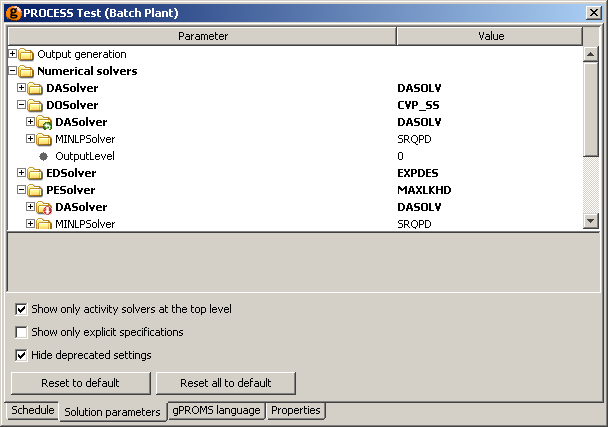 PROCESS Test (Batch Plant)
Parameter Value
Output generation
Numerical solvers
DASolver DASOLV
DOSolver CVP_SS
DASolver DASOLV
MINLPSolver SRQPD
OutputLevel 0
EDSolver EXPDES
PESolver MAXLKHD
DASolver DASOLV
MINLPSolver SRQPD
Show only activity solvers at the top level
Show only explicit specifications
Hide deprecated settings
Reset to default Reset all to default
Schedule Solution parameters gPROMS language Properties